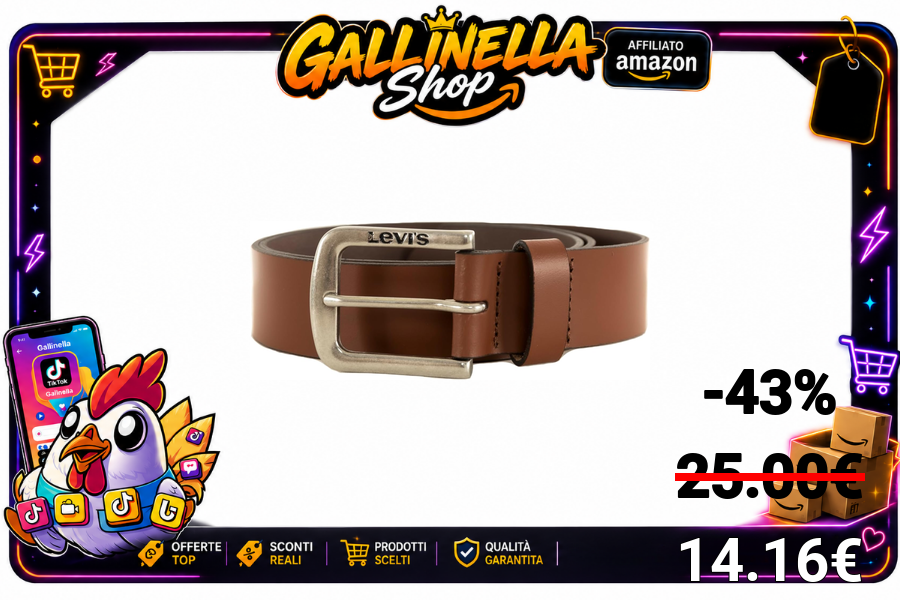 GALLINELLA
Shop
AFFILIATO
amazon
LEVI'S
Gallinella
TikTok
Gallinella
-43%
25.00€
14.16€
OFFERTE
TOP
SCONTI
REALI
PRODOTTI
SCELTI
QUALITÀ
GARANTITA